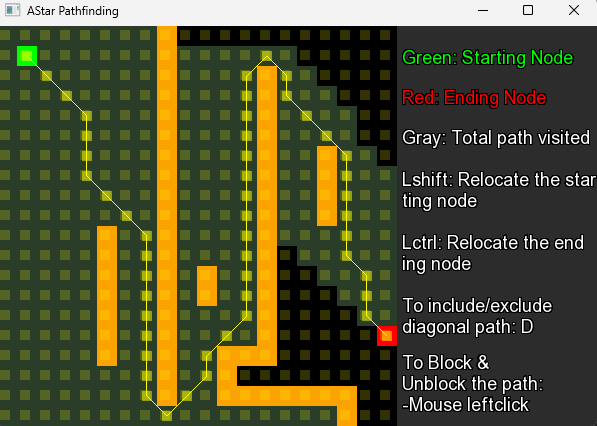 AStar Pathfinding
Green: Starting Node
Red: Ending Node
Gray: Total path visited
Lshift: Relocate the star
ting node
Lctrl: Relocate the end
ing node
To include/exclude
diagonal path: D
To Block &
Unblock the path:
-Mouse leftclick